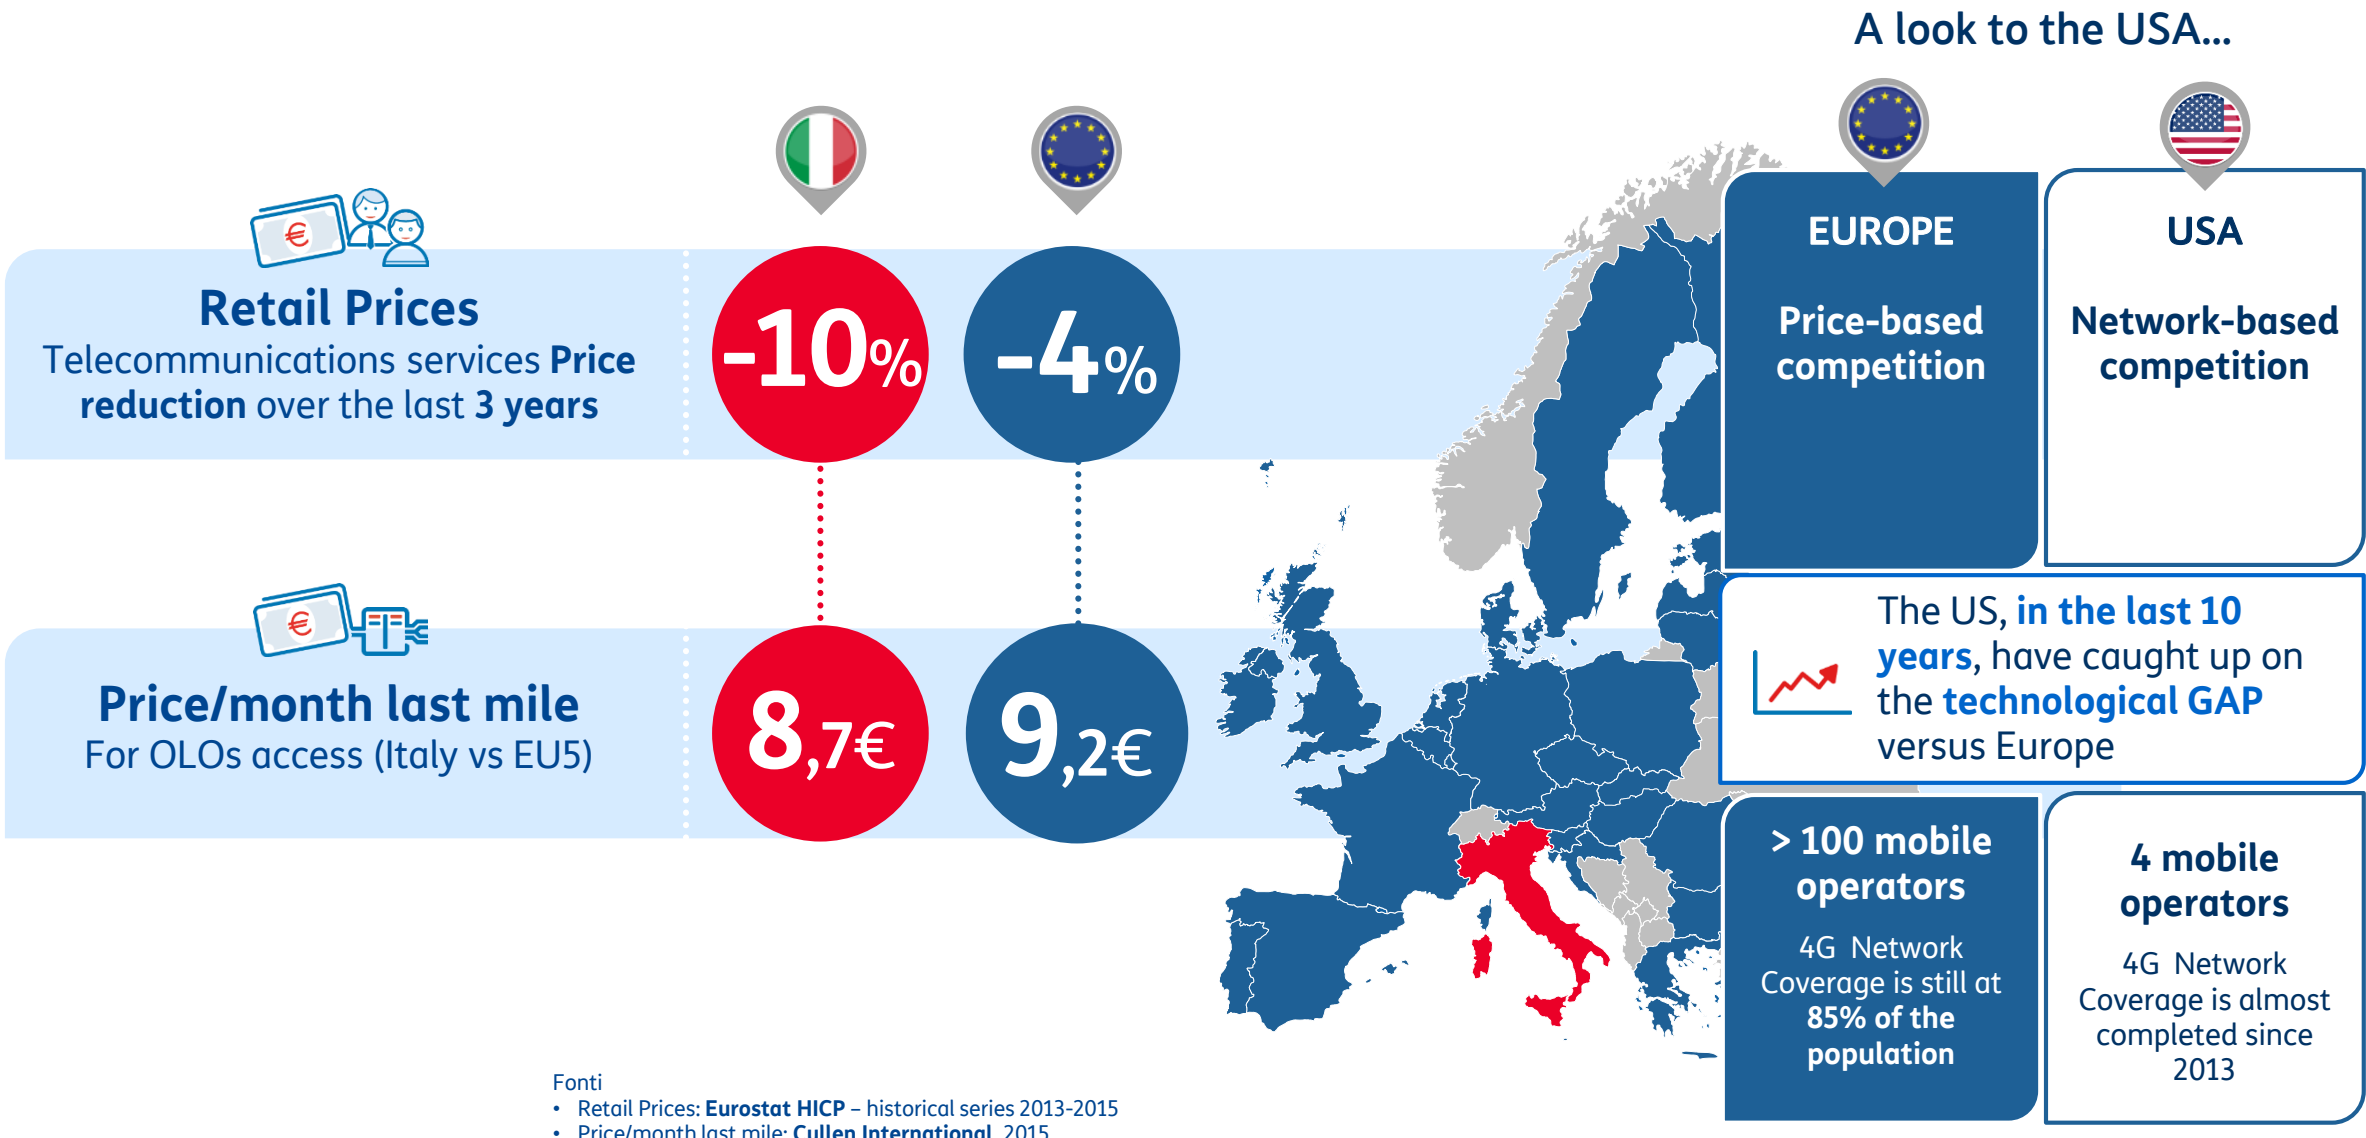 A look to the USA...
Retail Prices
Telecommunications services Price
reduction over the last 3 years
-10%
-4%
Price/month last mile
For OLOs access (Italy vs EU5)
8,7€
9,2€
EUROPE
Price-based
competition
USA
Network-based
competition
The US, in the last 10
years, have caught up on
the technological GAP
versus Europe
> 100 mobile
operators
4G Network
Coverage is still at
85% of the
population
4 mobile
operators
4G Network
Coverage is almost
completed since
2013
Fonti
• Retail Prices: Eurostat HICP – historical series 2013-2015
• Price/month last mile: Cullen International, 2015